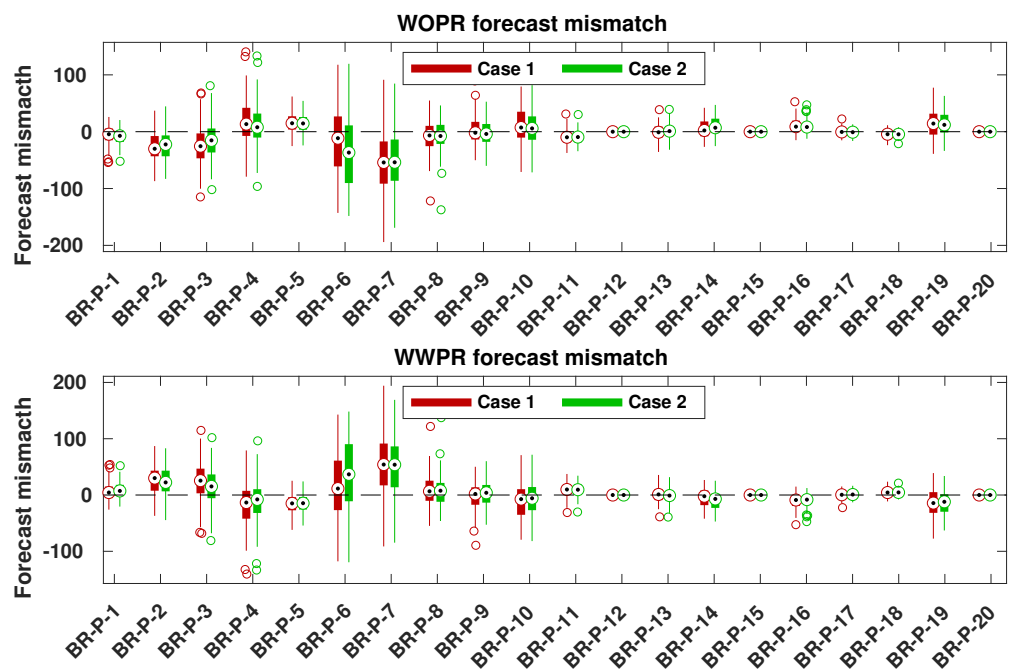 WOPR forecast mismatch
Forecast mismacth
100
0
-100
-200
Case 1
Case 2
BR-P-1
BR-P-2
BR-P-3
BR-P-4
BR-P-5
BR-P-6
BR-P-7
BR-P-8
BR-P-9
BR-P-10
BR-P-11
BR-P-12
BR-P-13
BR-P-14
BR-P-15
BR-P-16
BR-P-17
BR-P-18
BR-P-19
BR-P-20
WWPR forecast mismatch
Forecast mismacth
200
100
0
-100
Case 1
Case 2
BR-P-1
BR-P-2
BR-P-3
BR-P-4
BR-P-5
BR-P-6
BR-P-7
BR-P-8
BR-P-9
BR-P-10
BR-P-11
BR-P-12
BR-P-13
BR-P-14
BR-P-15
BR-P-16
BR-P-17
BR-P-18
BR-P-19
BR-P-20